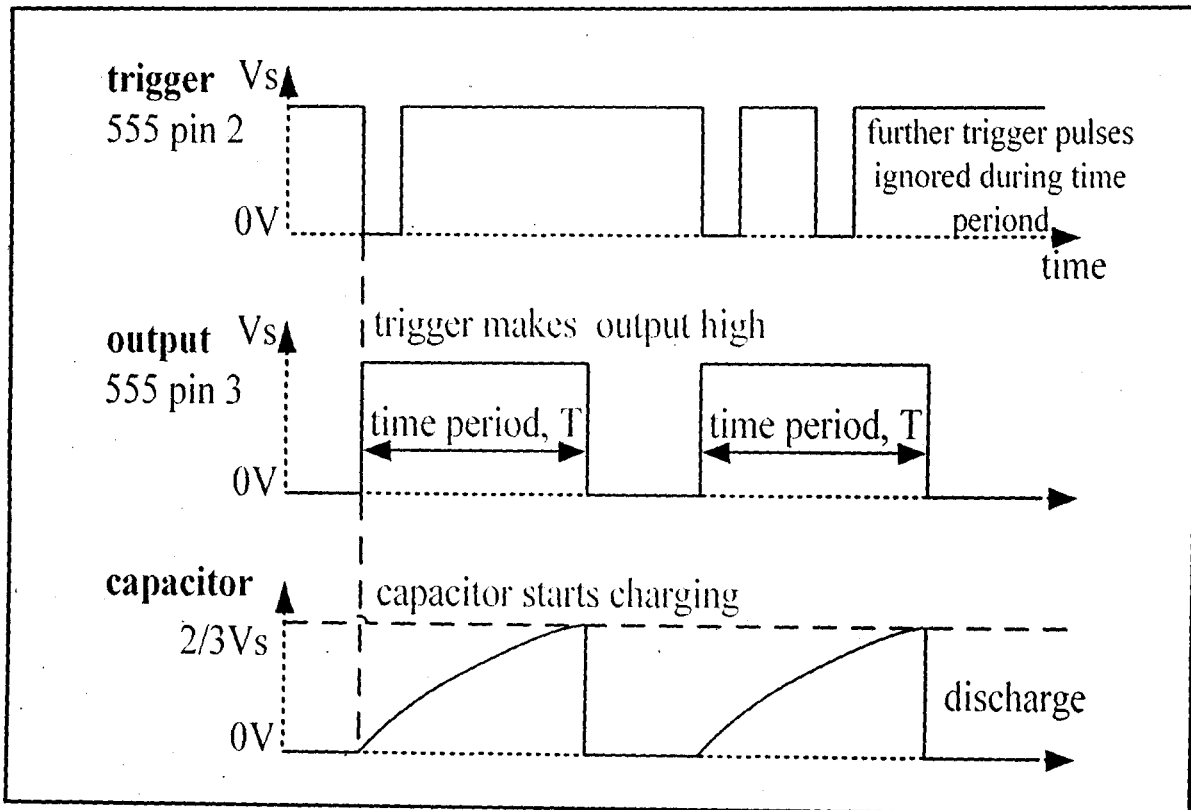 trigger Vs
555 pin 2
further trigger pulses
ignored during time
periond
0V
time
trigger makes output high
output Vs
555 pin 3
time period, T
time period, T
0V
capacitor
capacitor starts charging
2/3Vs
discharge
0V